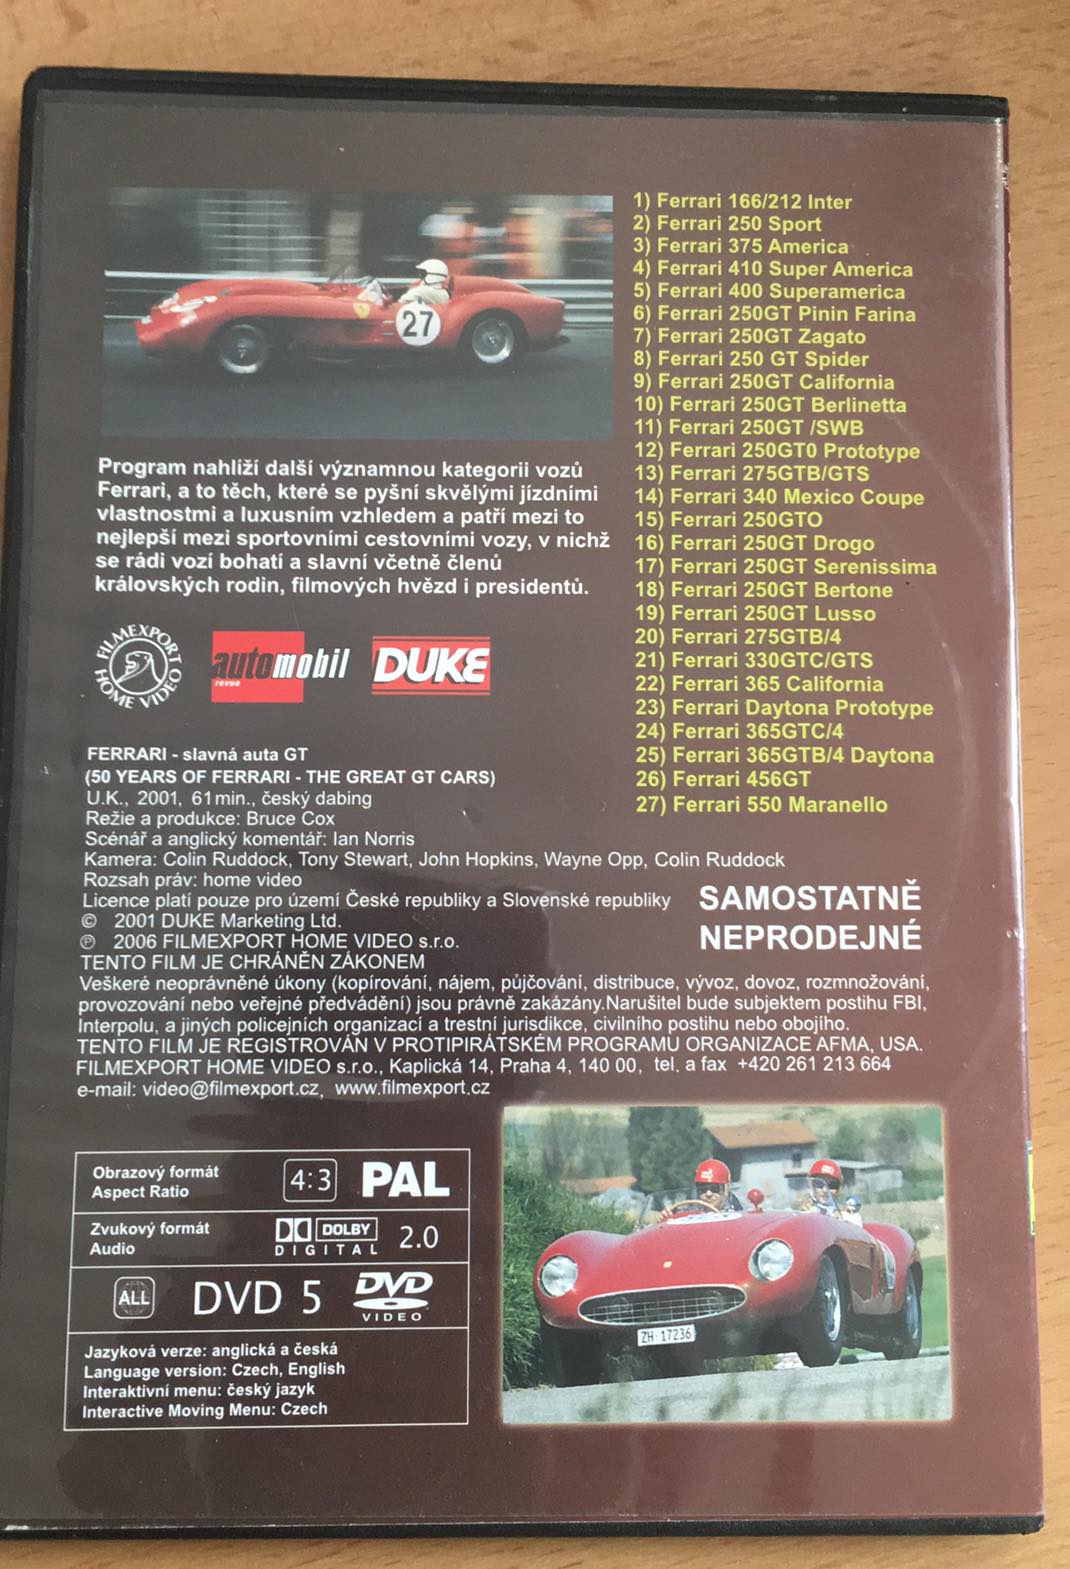 27
1) Ferrari 166/212 Inter
2) Ferrari 250 Sport
3) Ferrari 375 America
4) Ferrari 410 Super America
5) Ferrari 400 Superamerica
6) Ferrari 250GT Pinin Farina
7) Ferrari 250GT Zagato
8) Ferrari 250 GT Spider
9) Ferrari 250GT California
10) Ferrari 250GT Berlinetta
11) Ferrari 250GT /SWB
12) Ferrari 250GT0 Prototype
13) Ferrari 275GTB/GTS
14) Ferrari 340 Mexico Coupe
15) Ferrari 250GTO
16) Ferrari 250GT Drogo
17) Ferrari 250GT Serenissima
18) Ferrari 250GT Bertone
19) Ferrari 250GT Lusso
20) Ferrari 275GTB/4
21) Ferrari 330GTC/GTS
22) Ferrari 365 California
23) Ferrari Daytona Prototype
24) Ferrari 365GTC/4
25) Ferrari 365GTB/4 Daytona
26) Ferrari 456GT
27) Ferrari 550 Maranello
Program nahlíží další významnou kategorii vozů
Ferrari, a to těch, které se pyšní skvělými jízdními
vlastnostmi a luxusním vzhledem a patří mezi to
nejlepší mezi sportovními cestovními vozy, v nichž
se rádi vozí bohatí a slavní včetně členů
královských rodin, filmových hvězd i presidentů.
FILMEXPORT HOME VIDEO
automobil
revue
DUKE
FERRARI - slavná auta GT
(50 YEARS OF FERRARI - THE GREAT GT CARS)
U.K., 2001, 61min., český dabing
Režie a produkce: Bruce Cox
Scénář a anglický komentář: Ian Norris
Kamera: Colin Ruddock, Tony Stewart, John Hopkins, Wayne Opp, Colin Ruddock
Rozsah práv: home video
Licence platí pouze pro území České republiky a Slovenské republiky
© 2001 DUKE Marketing Ltd.
℗ 2006 FILMEXPORT HOME VIDEO s.r.o.
SAMOSTATNĚ
NEPRODEJNÉ
TENTO FILM JE CHRÁNĚN ZÁKONEM
Veškeré neoprávněné úkony (kopírování, nájem, půjčování, distribuce, vývoz, dovoz, rozmnožování,
provozování nebo veřejné předvádění) jsou právně zakázány.Narušitel bude subjektem postihu FBI,
Interpolu, a jiných policejních organizací a trestní jurisdikce, civilního postihu nebo obojího.
TENTO FILM JE REGISTROVÁN V PROTIPIRÁTSKÉM PROGRAMU ORGANIZACE AFMA, USA.
FILMEXPORT HOME VIDEO s.r.o., Kaplická 14, Praha 4, 140 00, tel. a fax +420 261 213 664
e-mail: video@filmexport.cz, www.filmexport.cz
Obrazový formát
Aspect Ratio
4:3 PAL
Zvukový formát
Audio
DOLBY
DIGITAL 2.0
ALL DVD 5 DVD
VIDEO
Jazyková verze: anglická a česká
Language version: Czech, English
Interaktivní menu: český jazyk
Interactive Moving Menu: Czech
ZH·17236